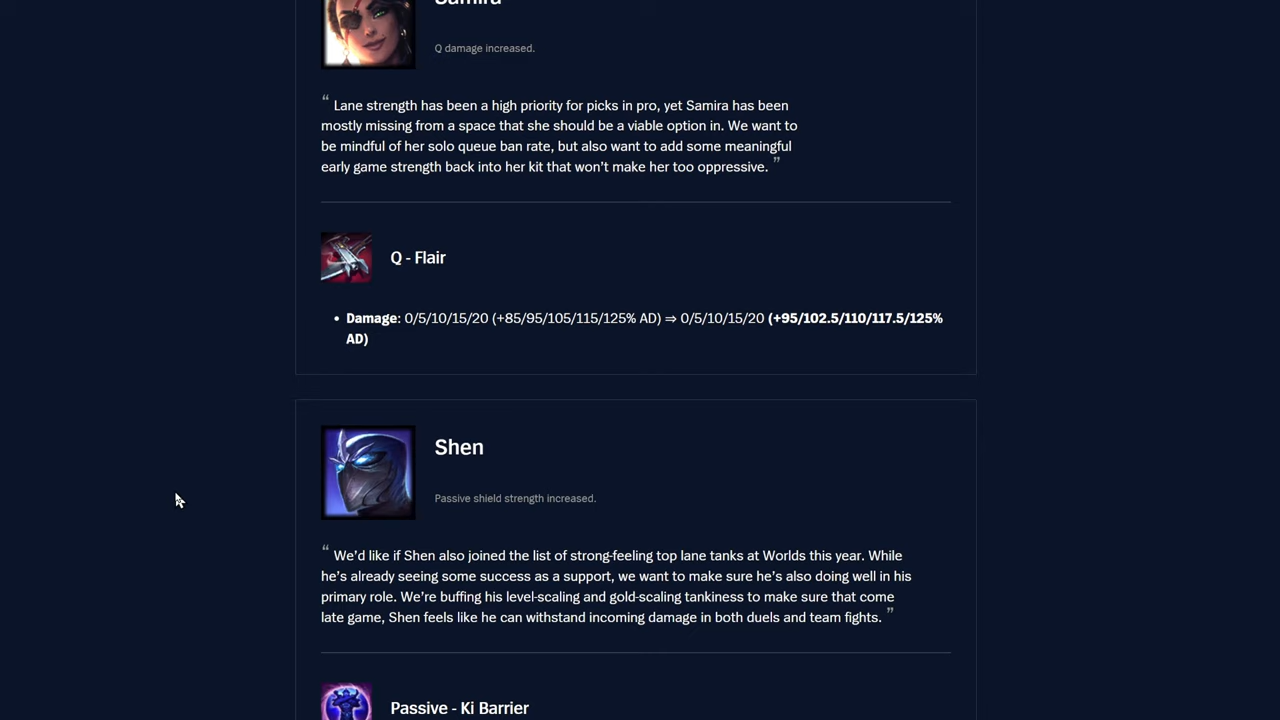 Samira
Q damage increased.
“ Lane strength has been a high priority for picks in pro, yet Samira has been
mostly missing from a space that she should be a viable option in. We want to
be mindful of her solo queue ban rate, but also want to add some meaningful
early game strength back into her kit that won’t make her too oppressive. ”
Q - Flair
• Damage: 0/5/10/15/20 (+85/95/105/115/125% AD) ⇒ 0/5/10/15/20 (+95/102.5/110/117.5/125%
AD)
Shen
Passive shield strength increased.
“ We’d like if Shen also joined the list of strong-feeling top lane tanks at Worlds this year. While
he’s already seeing some success as a support, we want to make sure he’s also doing well in his
primary role. We’re buffing his level-scaling and gold-scaling tankiness to make sure that come
late game, Shen feels like he can withstand incoming damage in both duels and team fights. ”
Passive - Ki Barrier